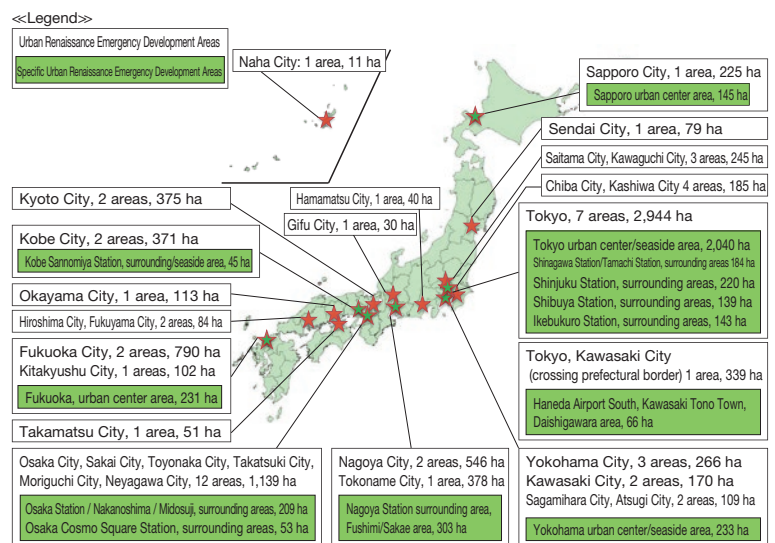 ≪Legend≫
Urban Renaissance Emergency Development Areas
Specific Urban Renaissance Emergency Development Areas
Naha City: 1 area, 11 ha
Sapporo City, 1 area, 225 ha
Sapporo urban center area, 145 ha
Sendai City, 1 area, 79 ha
Saitama City, Kawaguchi City, 3 areas, 245 ha
Chiba City, Kashiwa City 4 areas, 185 ha
Kyoto City, 2 areas, 375 ha
Hamamatsu City, 1 area, 40 ha
Gifu City, 1 area, 30 ha
Kobe City, 2 areas, 371 ha
Kobe Sannomiya Station, surrounding/seaside area, 45 ha
Okayama City, 1 area, 113 ha
Hiroshima City, Fukuyama City, 2 areas, 84 ha
Fukuoka City, 2 areas, 790 ha
Kitakyushu City, 1 areas, 102 ha
Fukuoka, urban center area, 231 ha
Takamatsu City, 1 area, 51 ha
Tokyo, 7 areas, 2,944 ha
Tokyo urban center/seaside area, 2,040 ha
Shinagawa Station/Tamachi Station, surrounding areas 184 ha
Shinjuku Station, surrounding areas, 220 ha
Shibuya Station, surrounding areas, 139 ha
Ikebukuro Station, surrounding areas, 143 ha
Tokyo, Kawasaki City
(crossing prefectural border) 1 area, 339 ha
Haneda Airport South, Kawasaki Tono Town,
Daishigawara area, 66 ha
Osaka City, Sakai City, Toyonaka City, Takatsuki City,
Moriguchi City, Neyagawa City, 12 areas, 1,139 ha
Osaka Station / Nakanoshima / Midosuji, surrounding areas, 209 ha
Osaka Cosmo Square Station, surrounding areas, 53 ha
Nagoya City, 2 areas, 546 ha
Tokoname City, 1 area, 378 ha
Nagoya Station surrounding area,
Fushimi/Sakae area, 303 ha
Yokohama City, 3 areas, 266 ha
Kawasaki City, 2 areas, 170 ha
Sagamihara City, Atsugi City, 2 areas, 109 ha
Yokohama urban center/seaside area, 233 ha